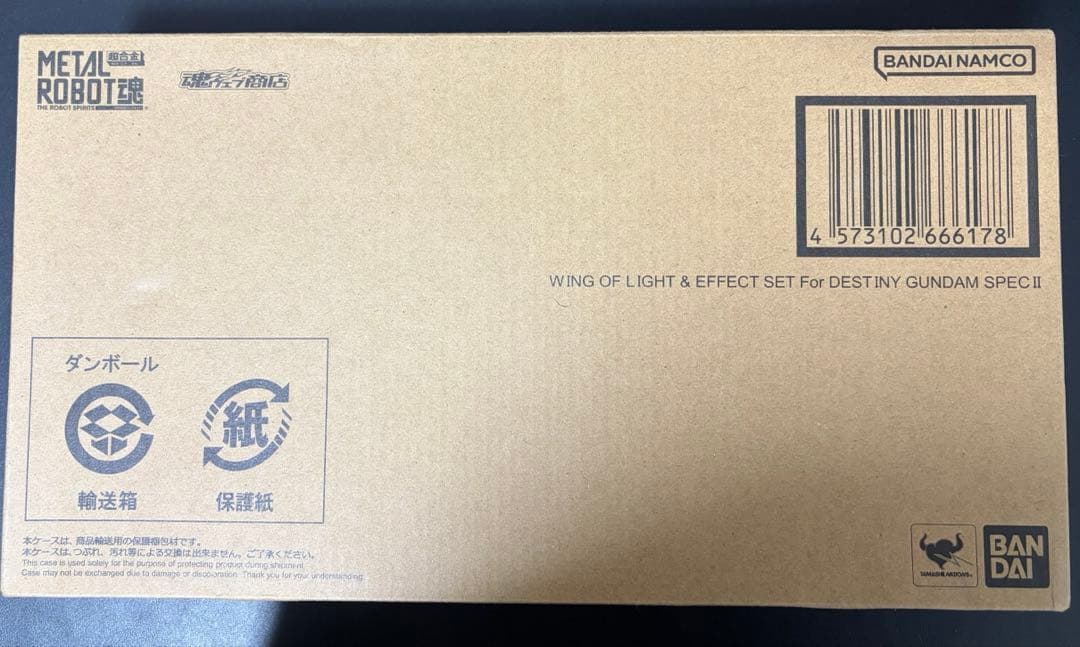 METAL 超合金
ROBOT魂
THE ROBOT SPIRITS
魂ウェブ商店
BANDAI NAMCO
4 573102 666178
WING OF LIGHT & EFFECT SET For DESTINY GUNDAM SPECⅡ
ダンボール
紙
輸送箱 保護紙
本ケースは、商品輸送用の保護梱包材です。
本ケースは、つぶれ、汚れ等による交換は出来ません。ご了承ください。
This case is used solely for the purpose of protecting product during shipment.
Case may not be exchanged due to damage or discoloration. Thank you for your understanding.
TAMASHII NATIONS
BAN
DAI